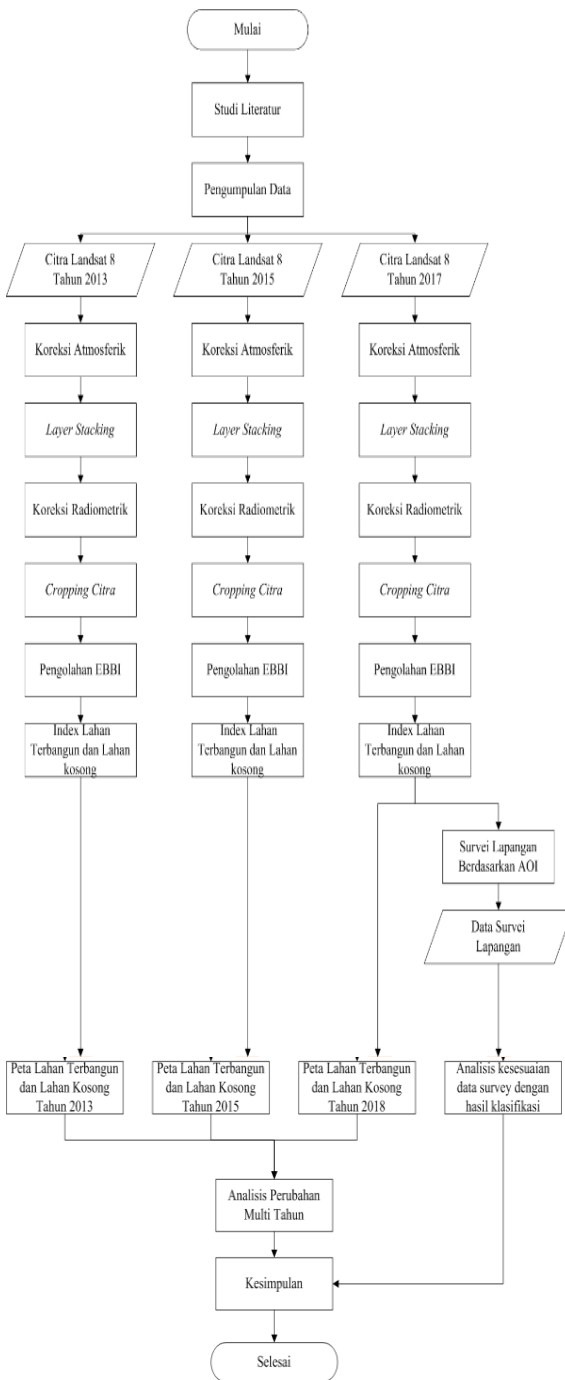 Mulai
Studi Literatur
Pengumpulan Data
Citra Landsat 8
Tahun 2013
Citra Landsat 8
Tahun 2015
Citra Landsat 8
Tahun 2017
Koreksi Atmosferik
Koreksi Atmosferik
Koreksi Atmosferik
Layer Stacking
Layer Stacking
Layer Stacking
Koreksi Radiometrik
Koreksi Radiometrik
Koreksi Radiometrik
Cropping Citra
Cropping Citra
Cropping Citra
Pengolahan EBBI
Pengolahan EBBI
Pengolahan EBBI
Index Lahan
Terbangun dan Lahan
kosong
Index Lahan
Terbangun dan Lahan
kosong
Index Lahan
Terbangun dan Lahan
kosong
Survei Lapangan
Berdasarkan AOI
Data Survei
Lapangan
Peta Lahan Terbangun
dan Lahan Kosong
Tahun 2013
Peta Lahan Terbangun
dan Lahan Kosong
Tahun 2015
Peta Lahan Terbangun
dan Lahan Kosong
Tahun 2018
Analisis kesesuaian
data survey dengan
hasil klasifikasi
Analisis Perubahan
Multi Tahun
Kesimpulan
Selesai